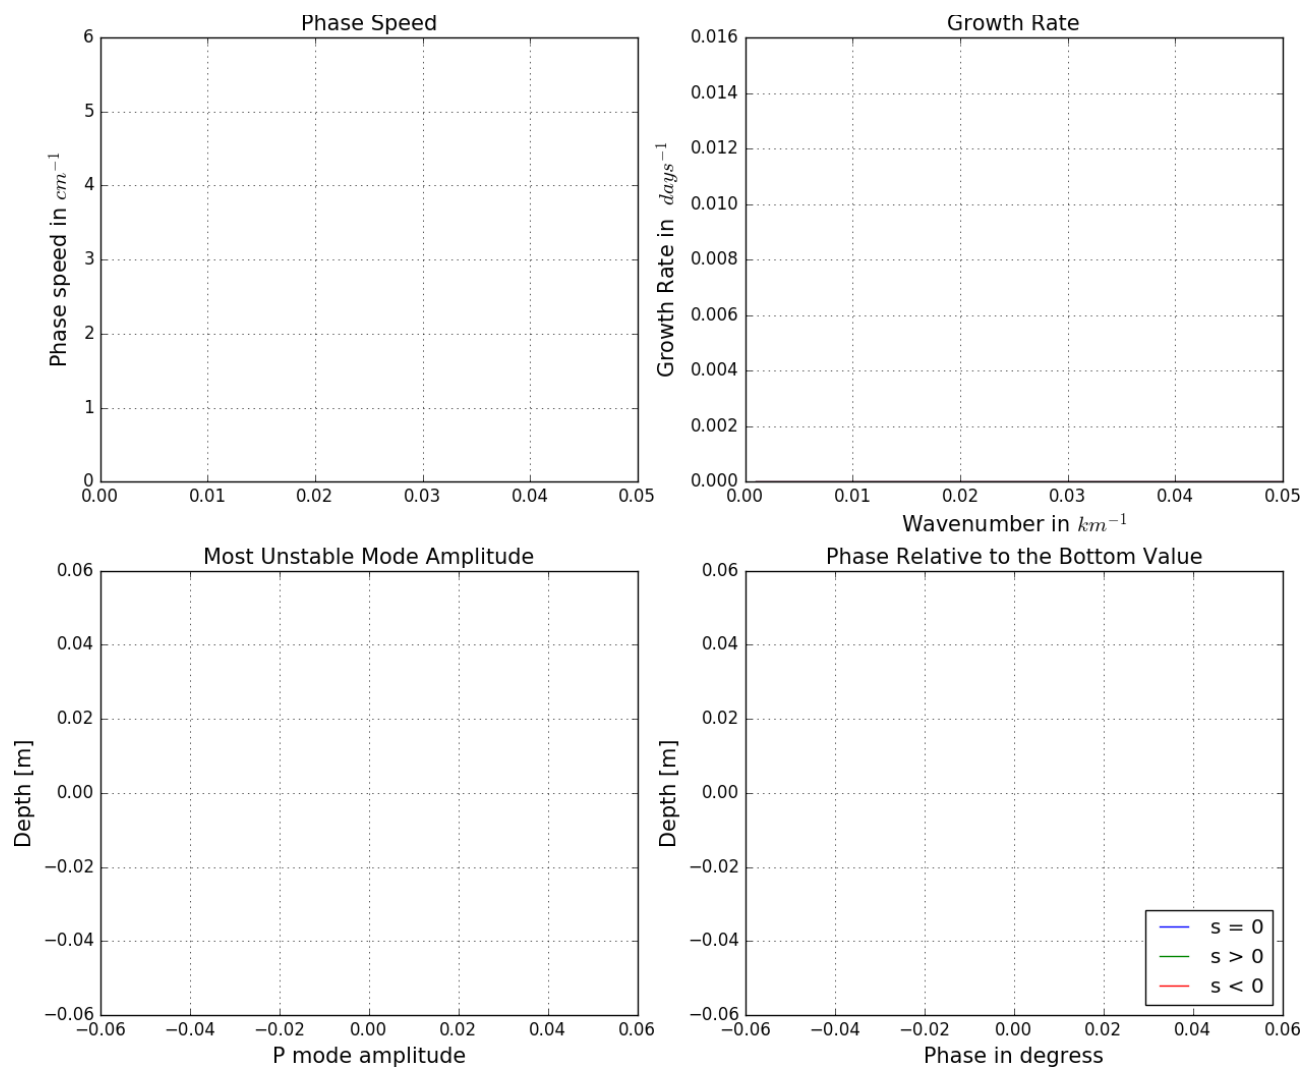 Phase Speed
6
5
4
3
2
1
0
Phase speed in cm⁻¹
0.00 0.01 0.02 0.03 0.04 0.05
Growth Rate
0.016
0.014
0.012
0.010
0.008
0.006
0.004
0.002
0.000
Growth Rate in days⁻¹
0.00 0.01 0.02 0.03 0.04 0.05
Wavenumber in km⁻¹
Most Unstable Mode Amplitude
0.06
0.04
0.02
0.00
−0.02
−0.04
−0.06
Depth [m]
−0.06 −0.04 −0.02 0.00 0.02 0.04 0.06
P mode amplitude
Phase Relative to the Bottom Value
0.06
0.04
0.02
0.00
−0.02
−0.04
−0.06
Depth [m]
s = 0
s > 0
s < 0
−0.06 −0.04 −0.02 0.00 0.02 0.04 0.06
Phase in degress